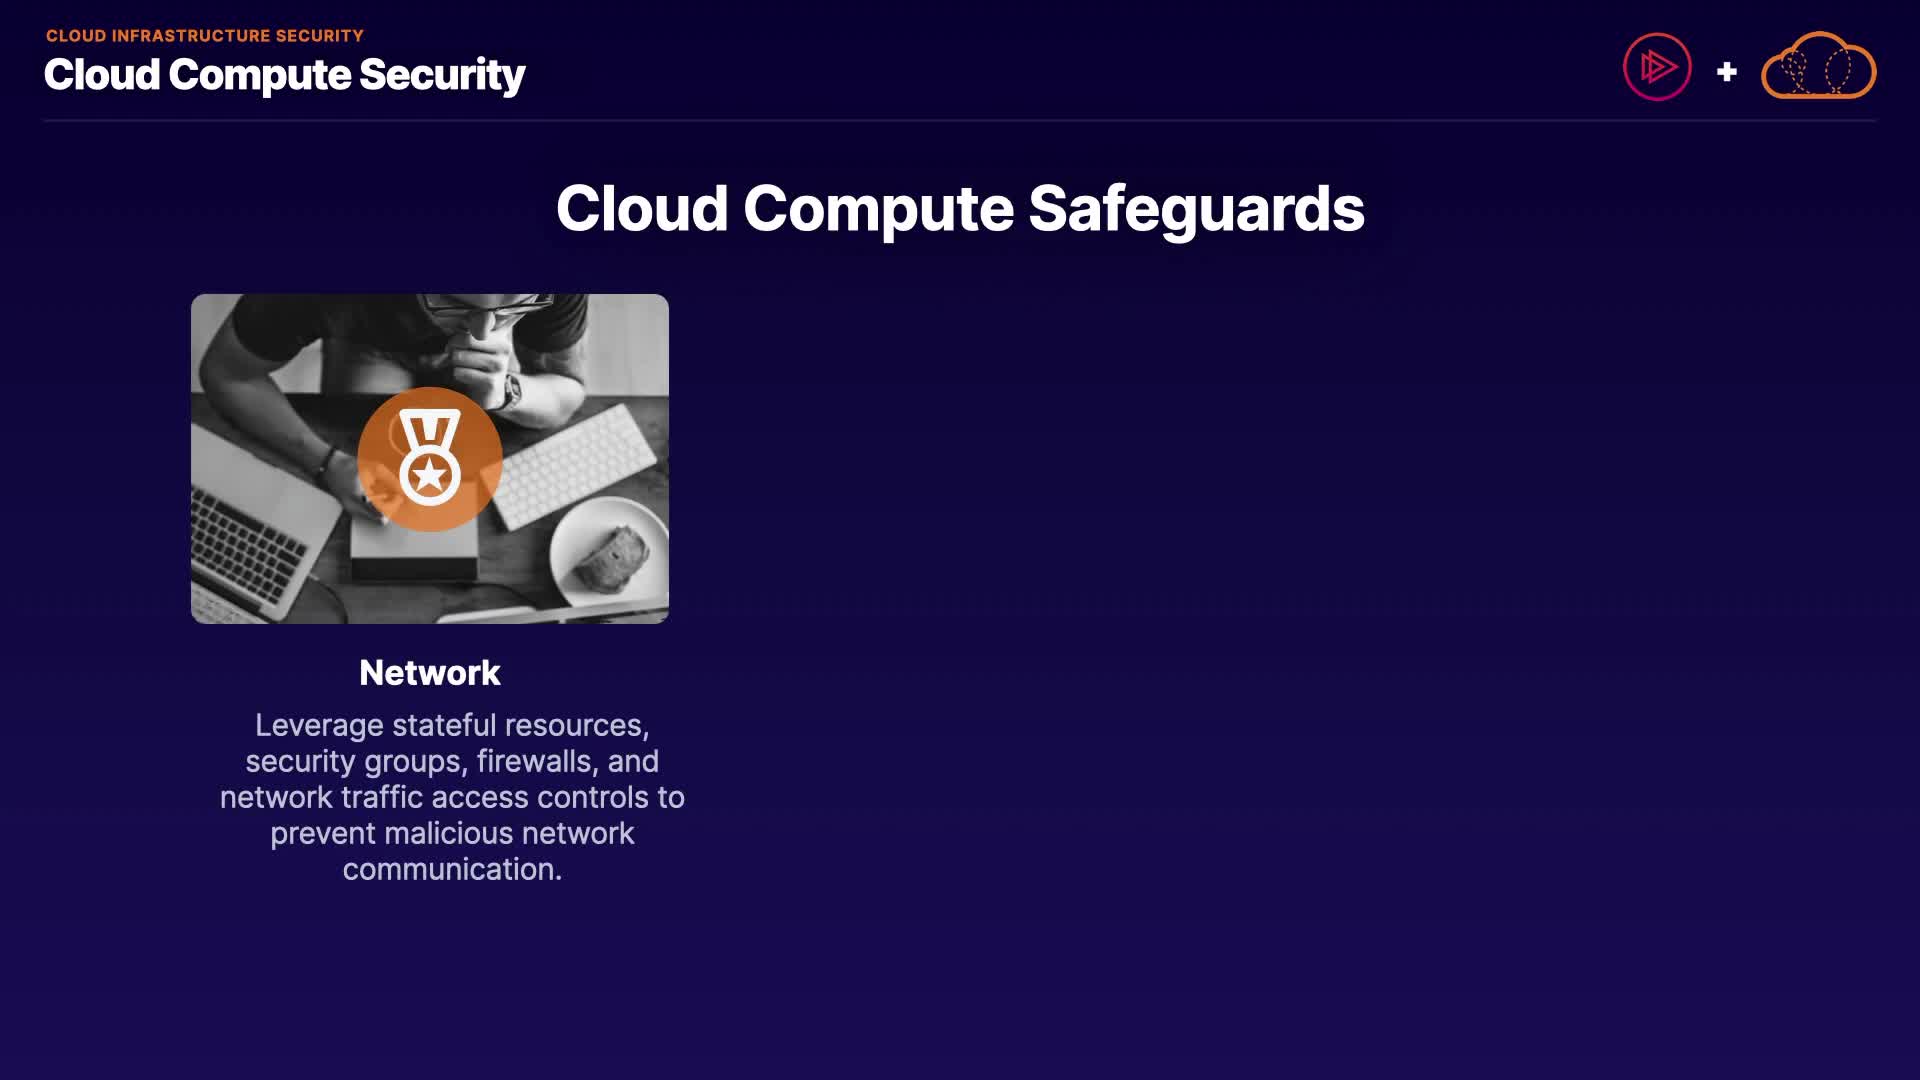 CLOUD INFRASTRUCTURE SECURITY
Cloud Compute Security
Cloud Compute Safeguards
Network
Leverage stateful resources,
security groups, firewalls, and
network traffic access controls to
prevent malicious network
communication.